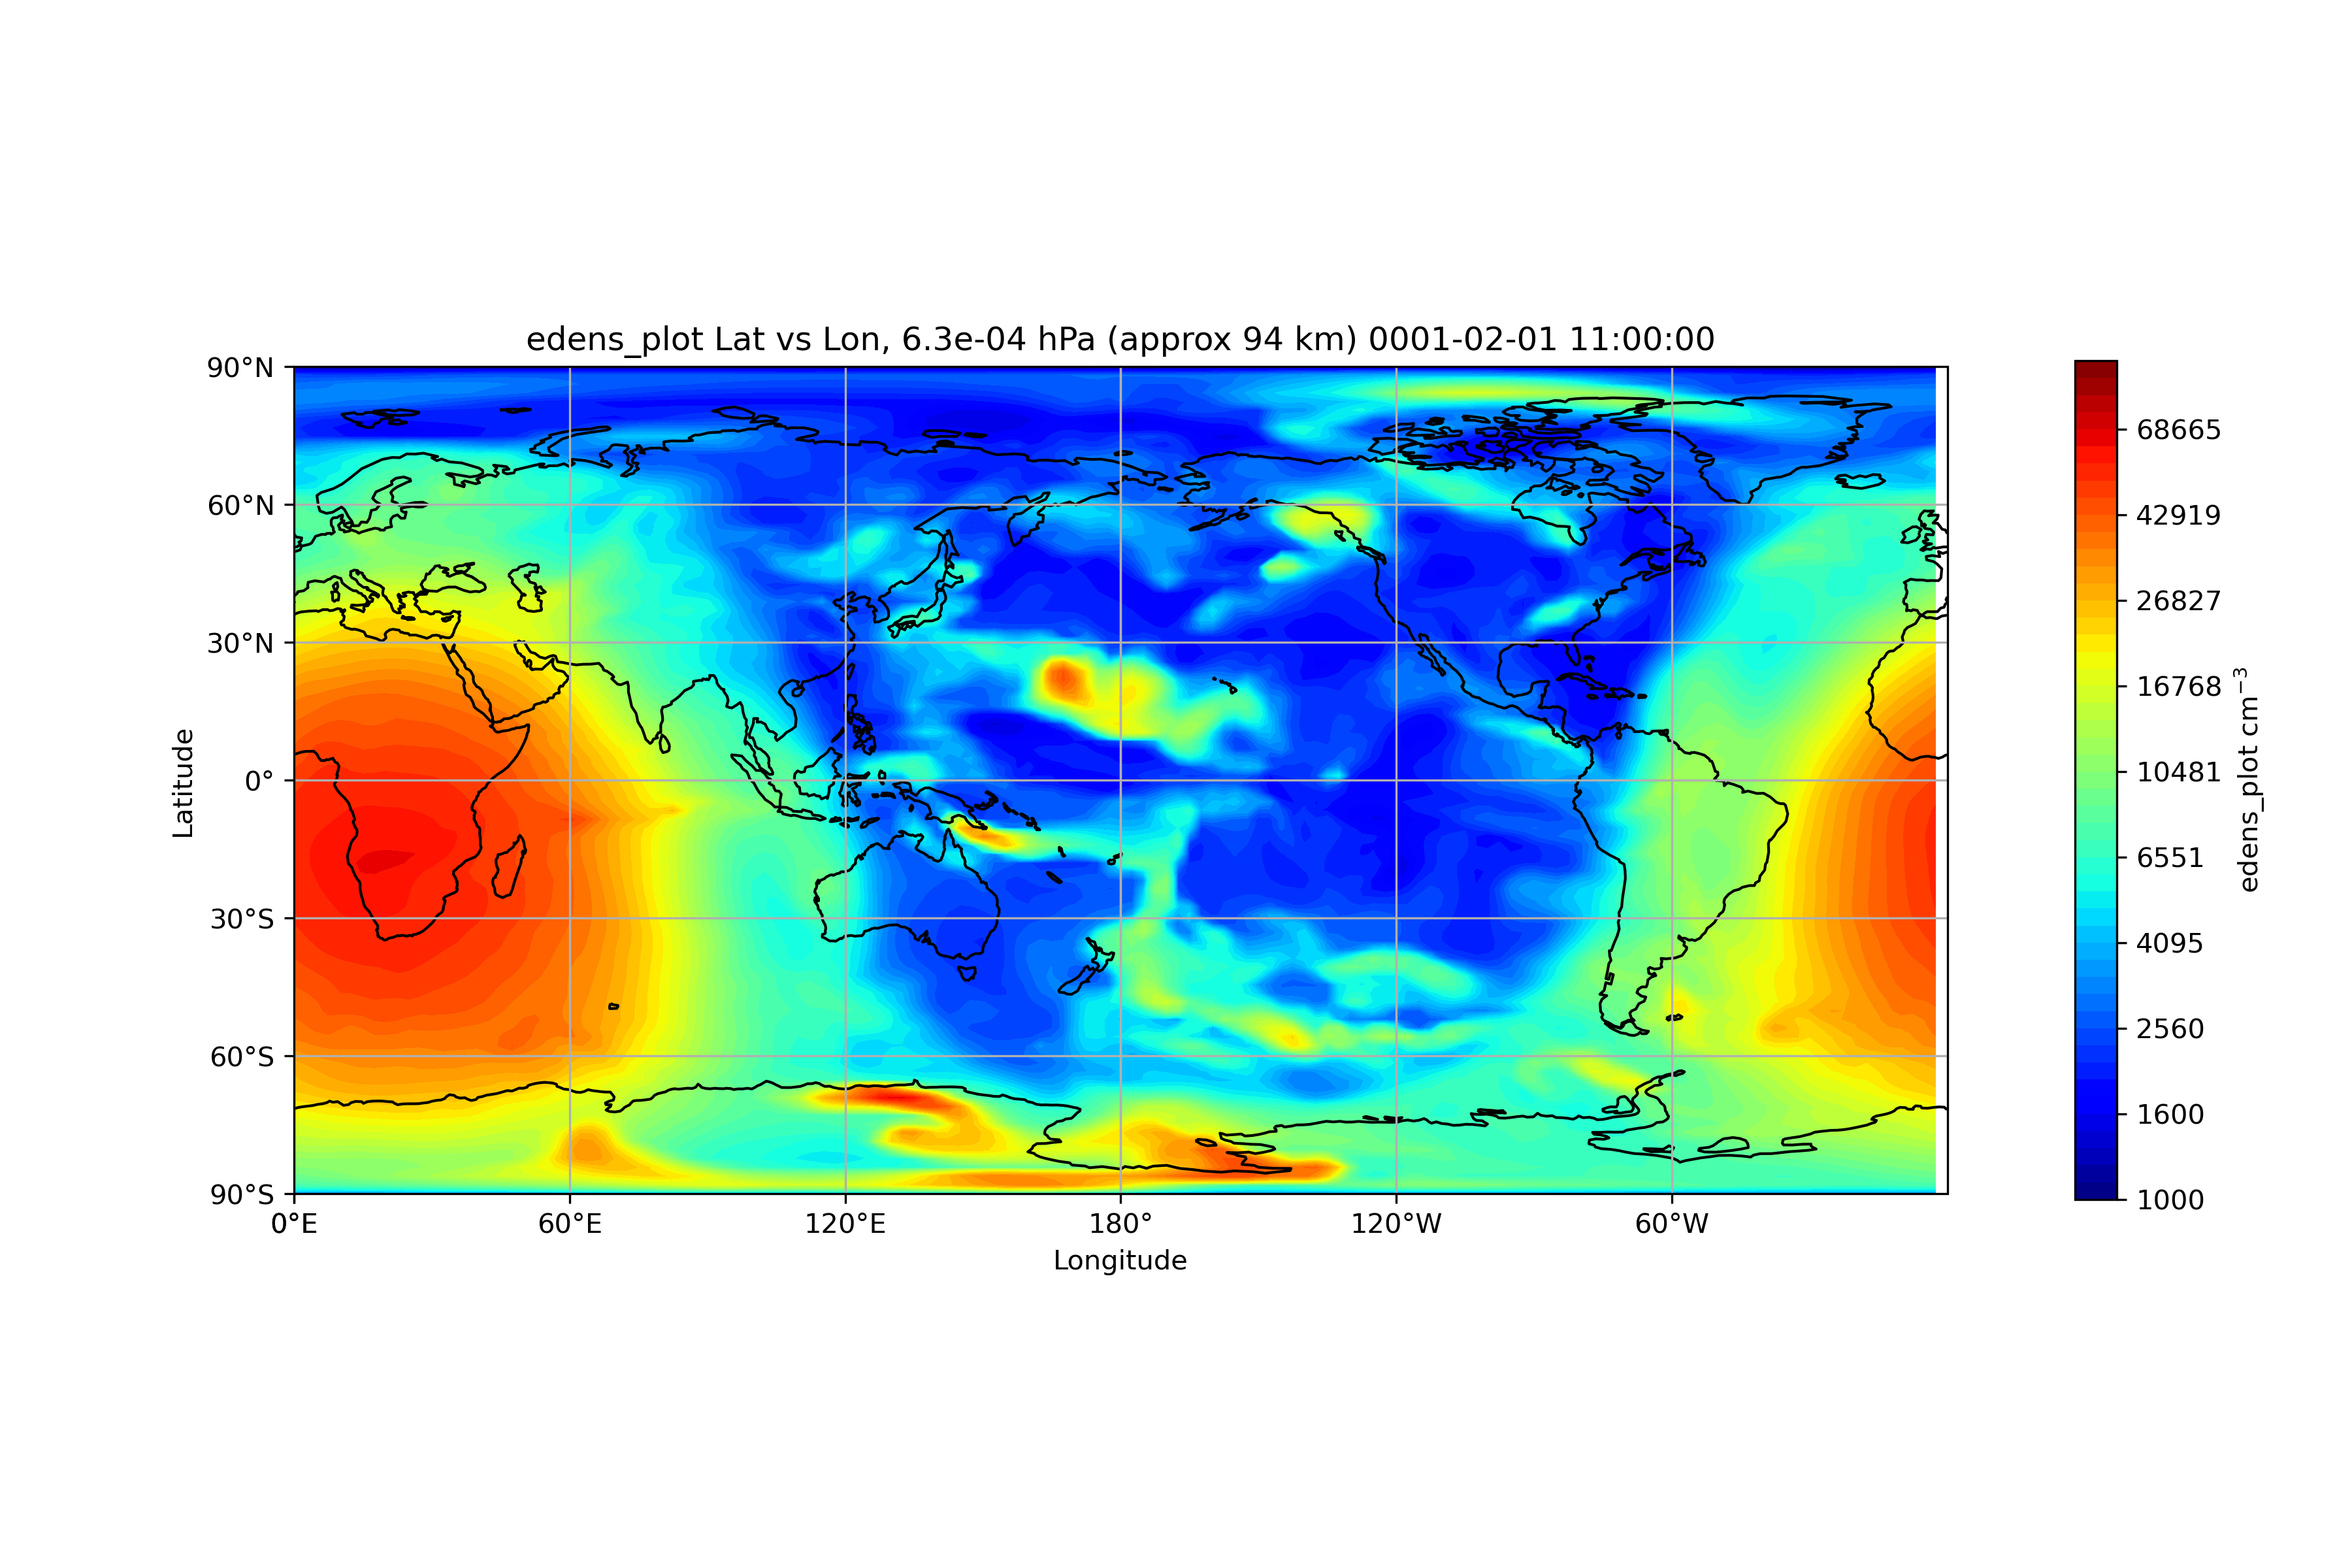 edens_plot Lat vs Lon, 6.3e-04 hPa (approx 94 km) 0001-02-01 11:00:00
90°N
60°N
30°N
0°
30°S
60°S
90°S
Latitude
0°E
60°E
120°E
180°
120°W
60°W
Longitude
68665
42919
26827
16768
10481
6551
4095
2560
1600
1000
edens_plot cm⁻³